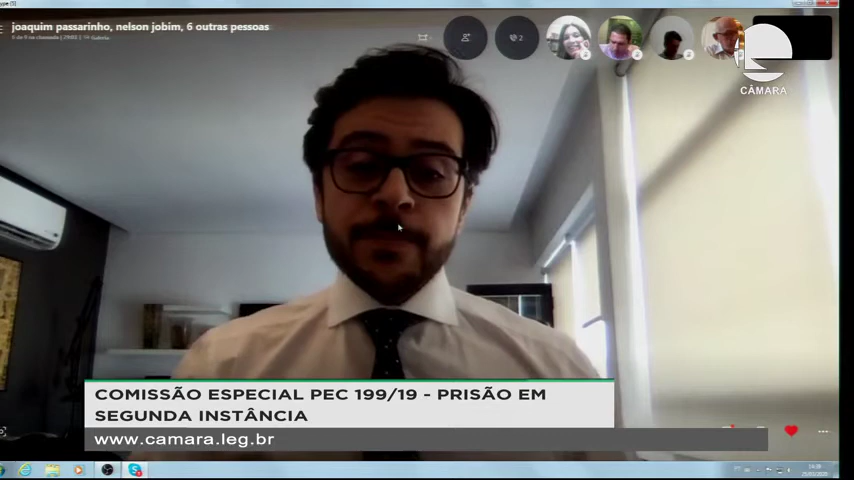 joaquim passarinho, nelson jobim, 6 outras pessoas
2
CÂMARA
COMISSÃO ESPECIAL PEC 199/19 - PRISÃO EM
SEGUNDA INSTÂNCIA
www.camara.leg.br